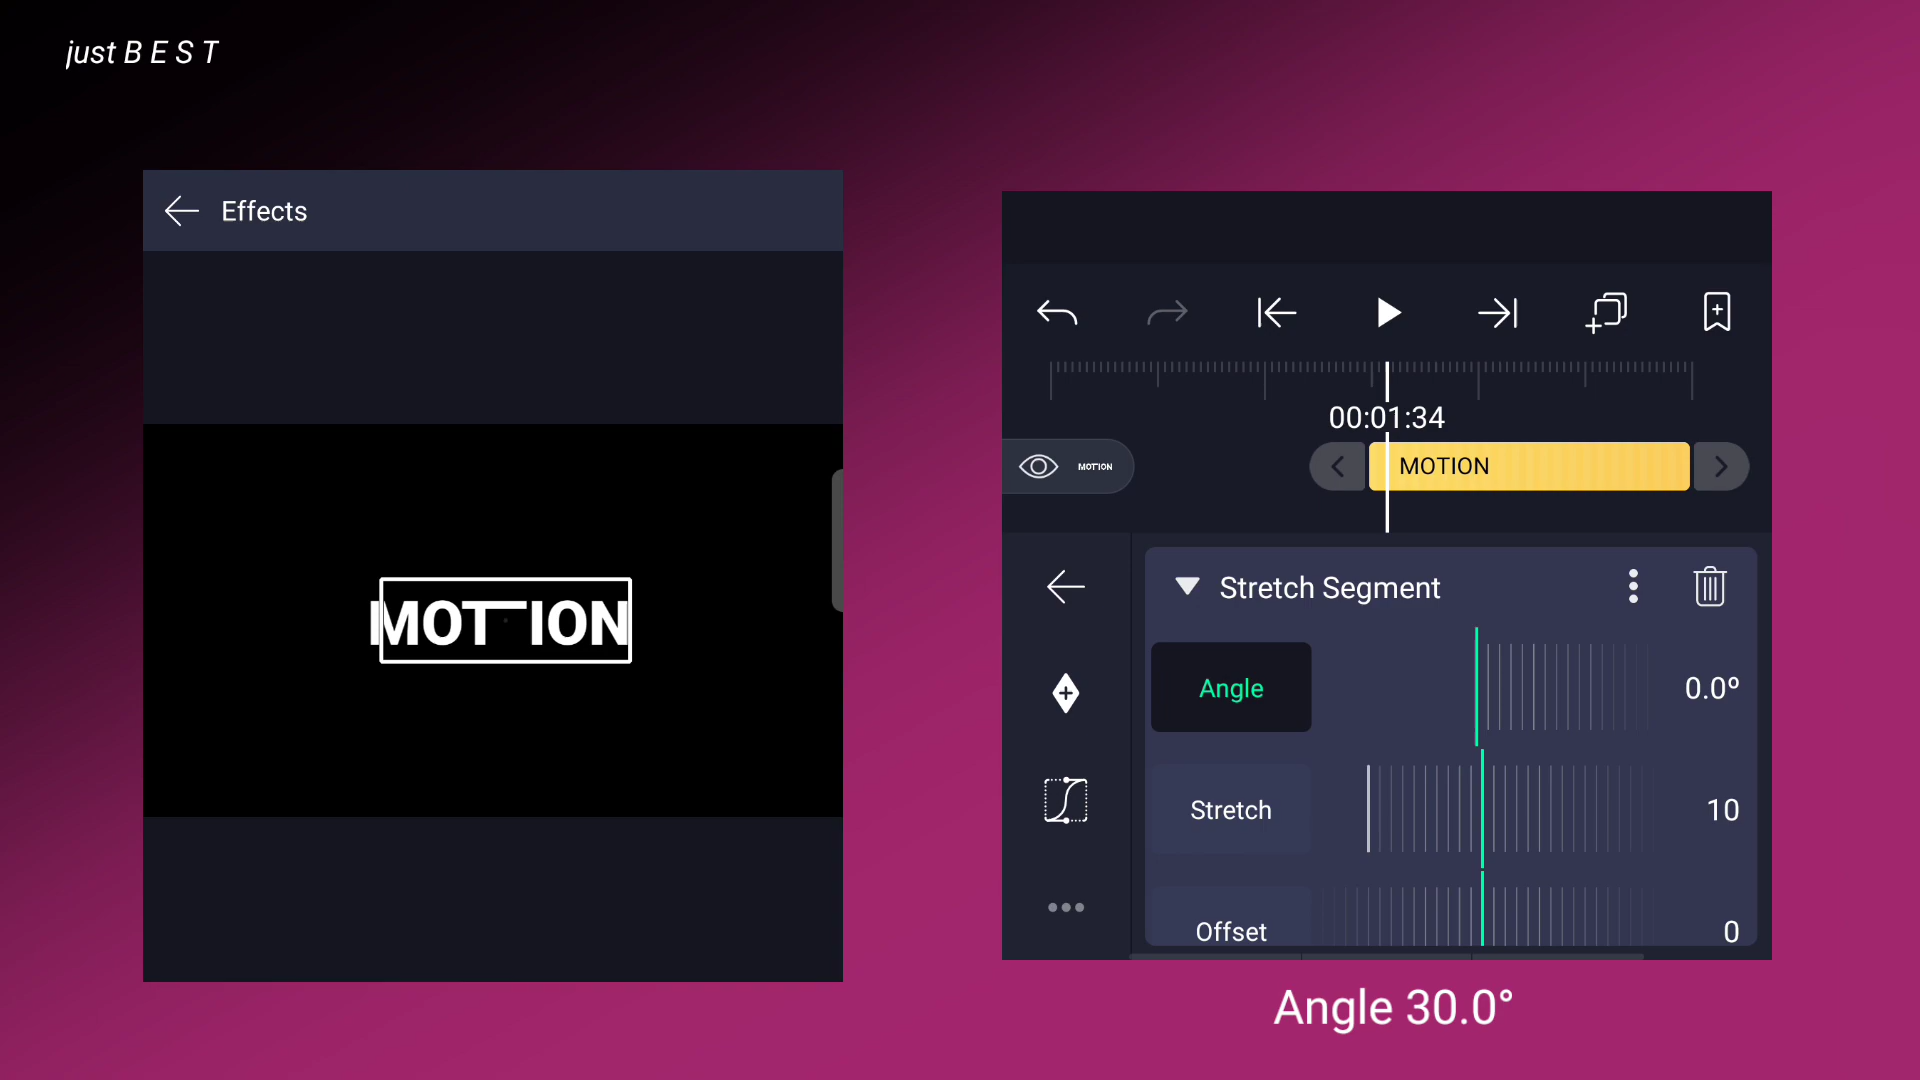 just B E S T
Effects
MOTION
00:01:34
MOTION
MOTION
Stretch Segment
Angle
0.0º
Stretch
10
Offset
0
Angle 30.0°